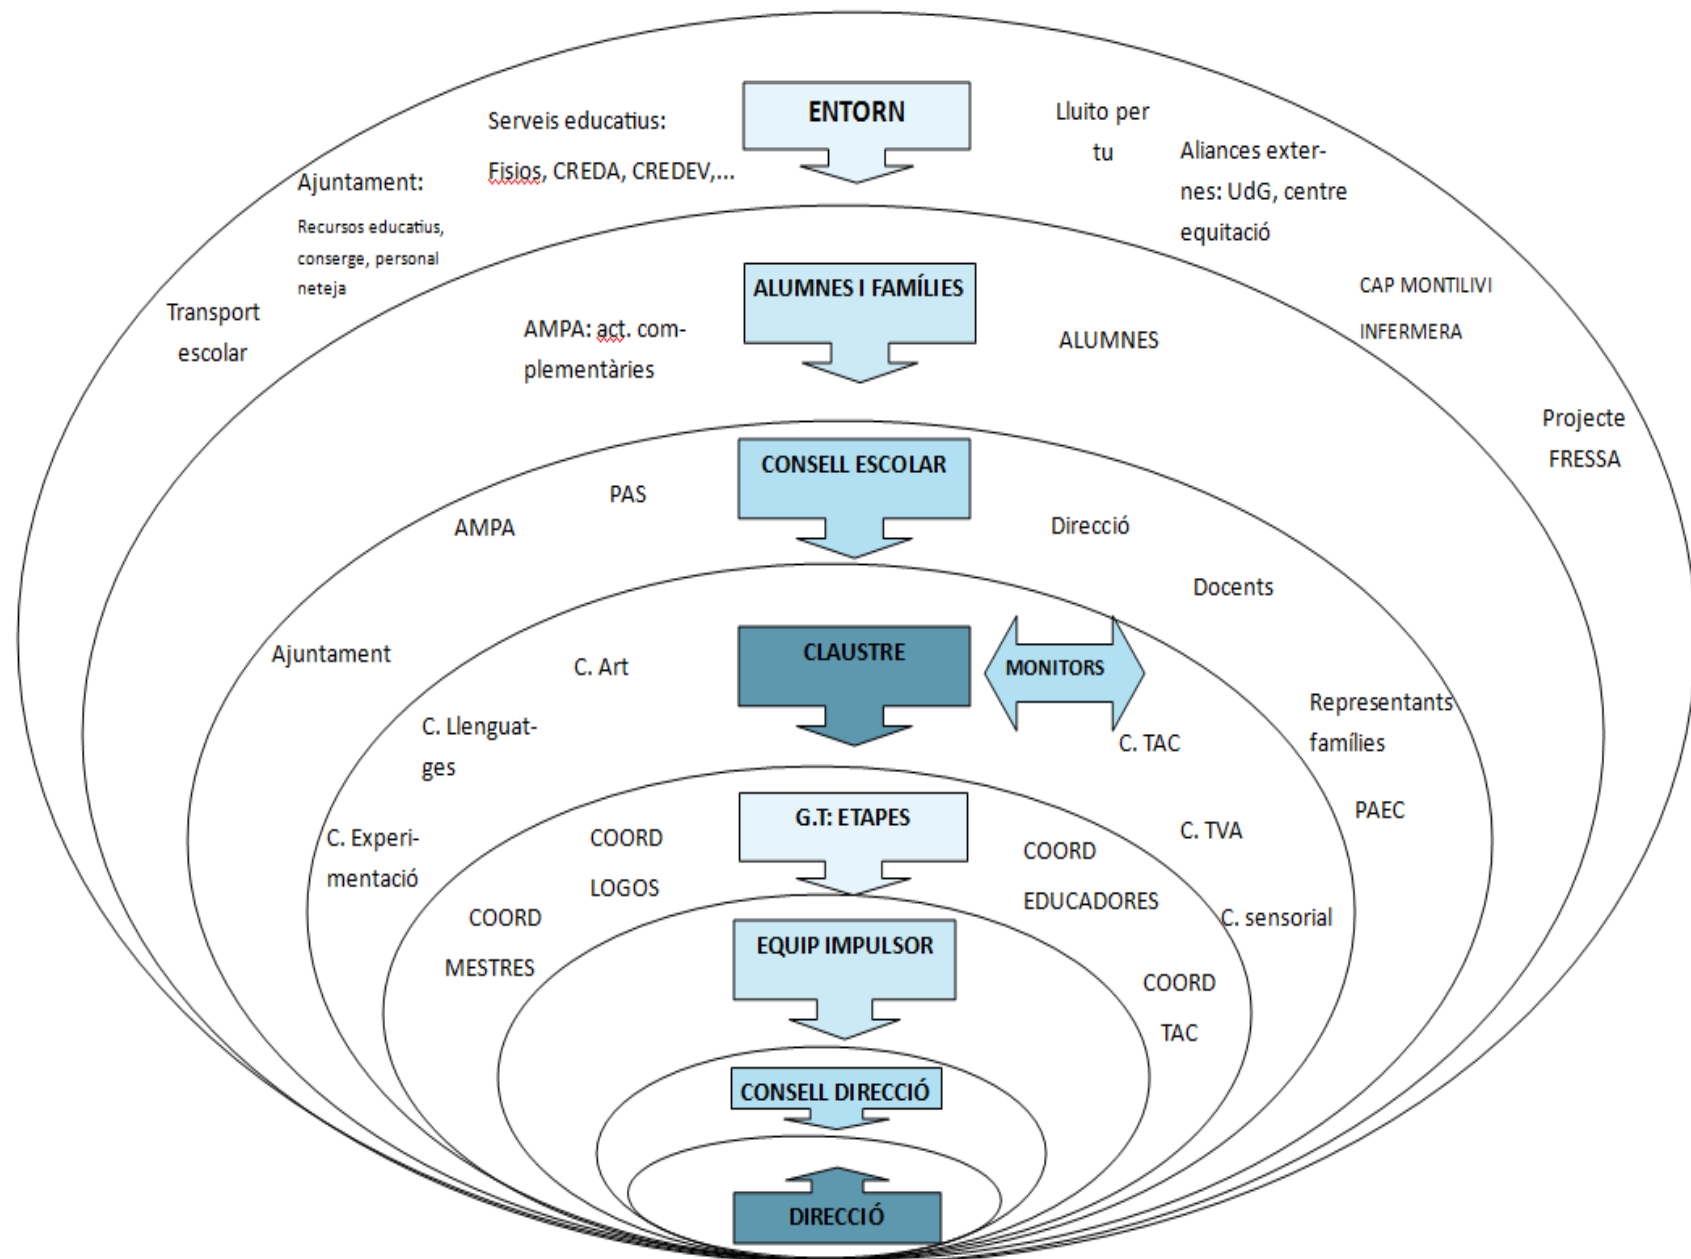 ENTORN
Serveis educatius:
Fisios, CREDA, CREDEV,...
Lluito per
tu
Aliances exter-
nes: UdG, centre
equitació
Ajuntament:
Recursos educatius,
conserge, personal
neteja
Transport
escolar
CAP MONTILIVI
INFERMERA
Projecte
FRESSA
ALUMNES I FAMÍLIES
AMPA: act. com-
plementàries
ALUMNES
CONSELL ESCOLAR
PAS
AMPA
Ajuntament
Direcció
Docents
Representants
famílies
PAEC
CLAUSTRE
MONITORS
C. Art
C. Llenguat-
ges
C. Experi-
mentació
C. TAC
C. TVA
C. sensorial
G.T: ETAPES
COORD
LOGOS
COORD
MESTRES
COORD
EDUCADORES
COORD
TAC
EQUIP IMPULSOR
CONSELL DIRECCIÓ
DIRECCIÓ